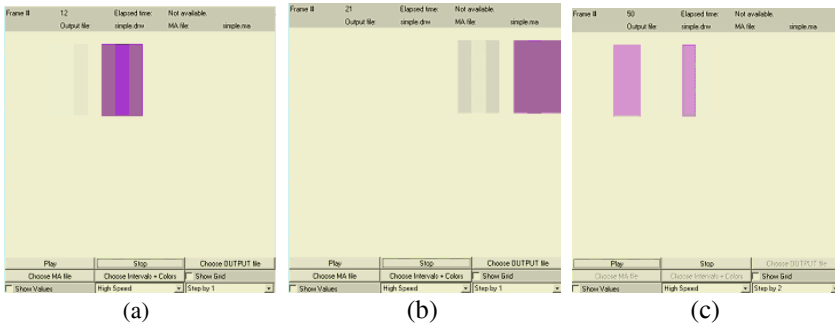 Frame # 12 Elapsed time: Not available.
Output file: simple.drw MA file: simple.ma
Play Stop Choose OUTPUT file
Choose MA file Choose Intervals + Colors Show Grid
Show Values High Speed Step by 1
(a)
Frame # 21 Elapsed time: Not available.
Output file: simple.drw MA file: simple.ma
Play Stop Choose OUTPUT file
Choose MA file Choose Intervals + Colors Show Grid
Show Values High Speed Step by 1
(b)
Frame # 50 Elapsed time: Not available.
Output file: simple.drw MA file: simple.ma
Play Stop Choose OUTPUT file
Choose MA file Choose Intervals + Colors Show Grid
Show Values High Speed Step by 2
(c)